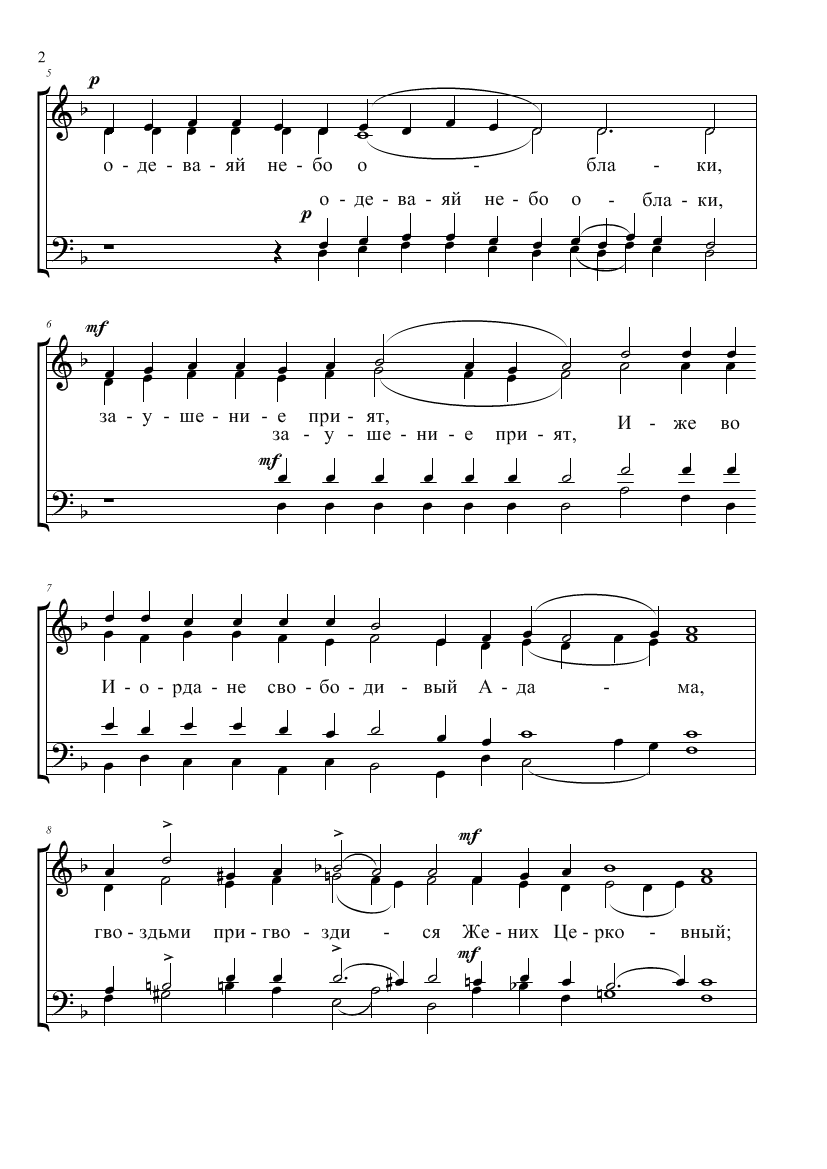 2
5
p
о - де - ва - яй не - бо о - бла - ки,
о - де - ва - яй не - бо о - бла - ки,
p
6
mf
за - у - ше - ни - е при - ят,
И - же во
за - у - ше - ни - е при - ят,
mf
7
И - о - рда - не сво - бо - ди - вый А - да - ма,
8
mf
гво - здьми при - гво - зди - ся Же - них Це - рко - вный;
mf